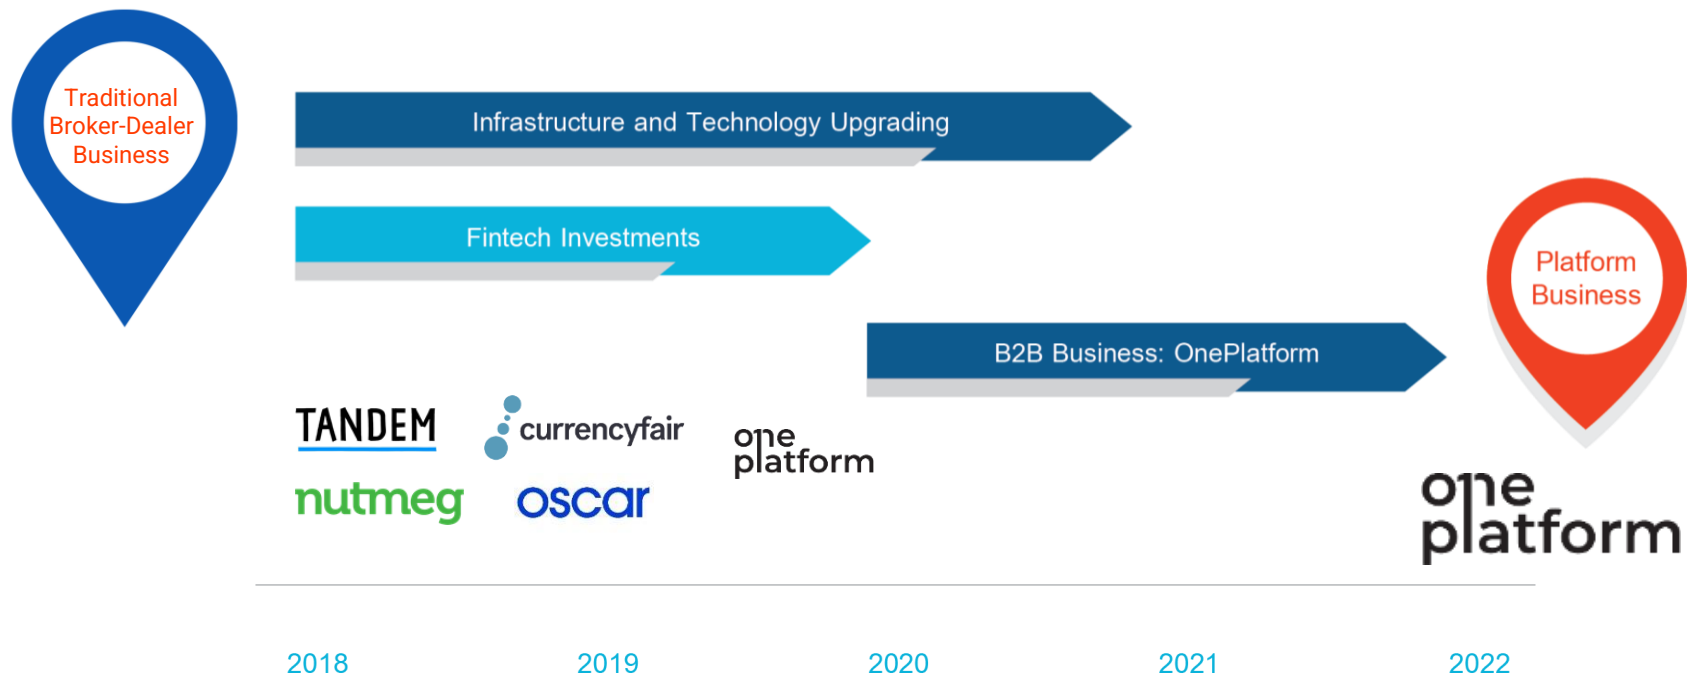 Traditional
Broker-Dealer
Business
Infrastructure and Technology Upgrading
Fintech Investments
Platform
Business
B2B Business: OnePlatform
TANDEM
currencyfair
one
platform
nutmeg
oscar
one
platform
2018
2019
2020
2021
2022